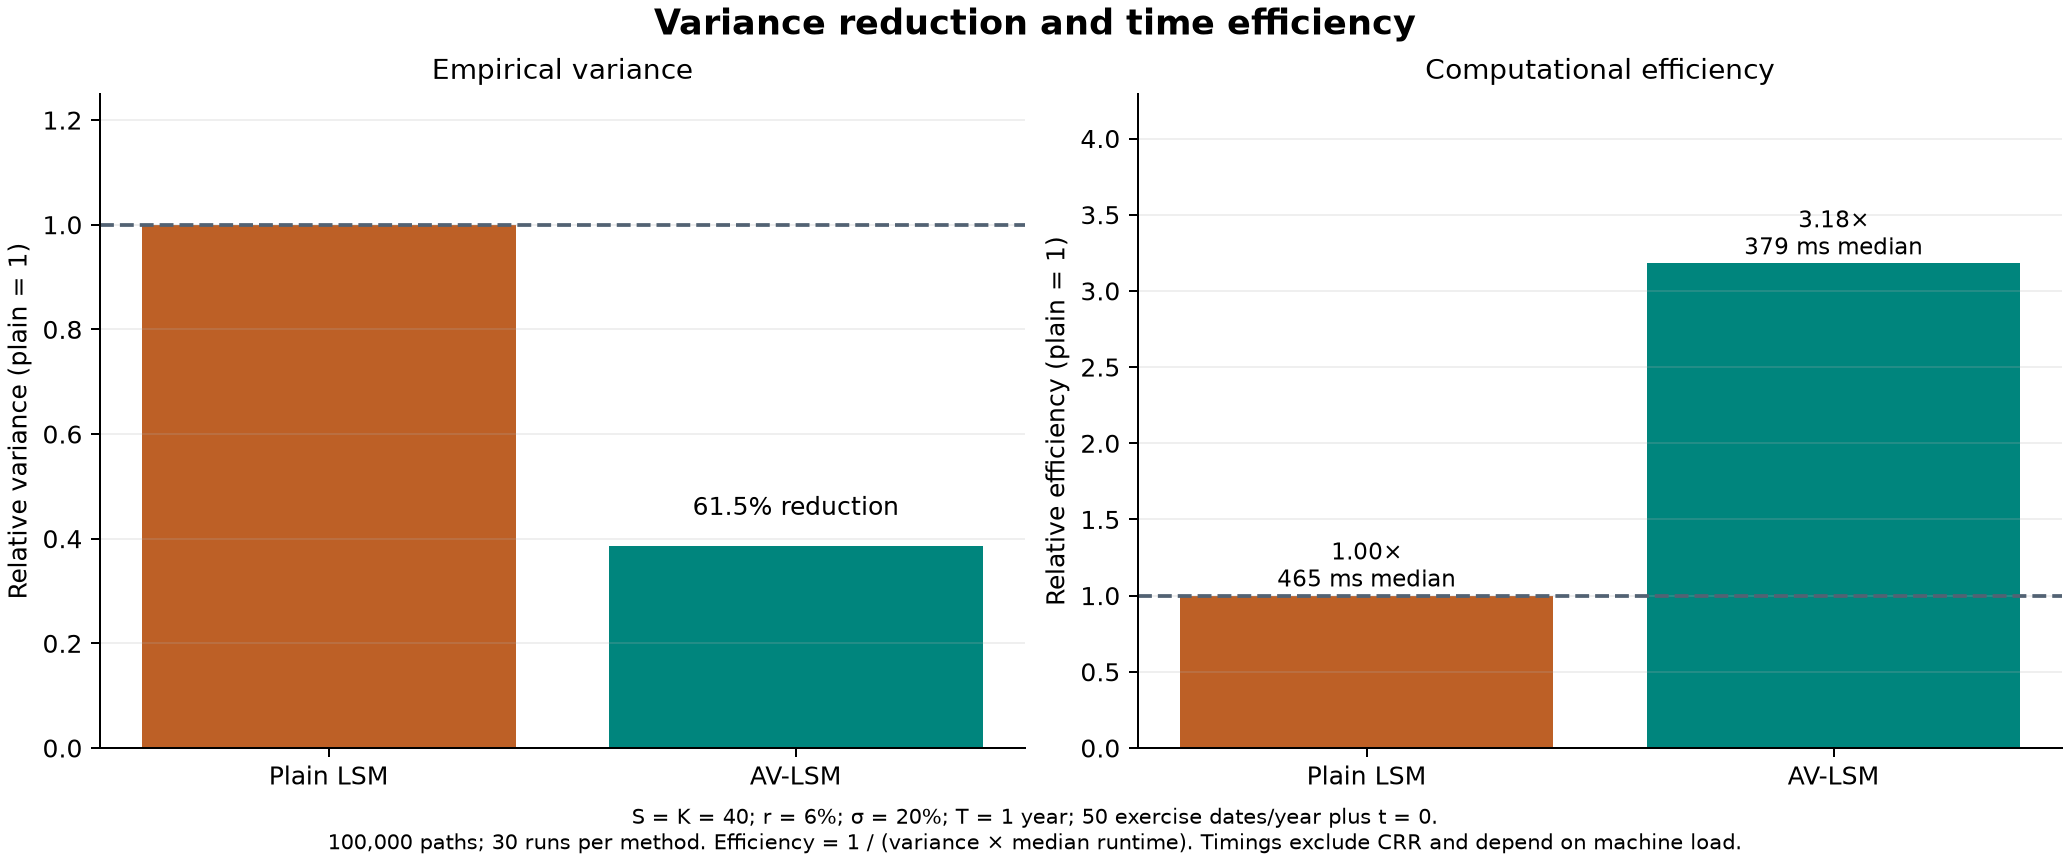 Variance reduction and time efficiency
Empirical variance
Relative variance (plain = 1)
1.2
1.0
0.8
0.6
0.4
0.2
0.0
61.5% reduction
Plain LSM
AV-LSM
Computational efficiency
Relative efficiency (plain = 1)
4.0
3.5
3.0
2.5
2.0
1.5
1.0
0.5
0.0
1.00×
465 ms median
3.18×
379 ms median
Plain LSM
AV-LSM
S = K = 40; r = 6%; σ = 20%; T = 1 year; 50 exercise dates/year plus t = 0.
100,000 paths; 30 runs per method. Efficiency = 1 / (variance × median runtime). Timings exclude CRR and depend on machine load.